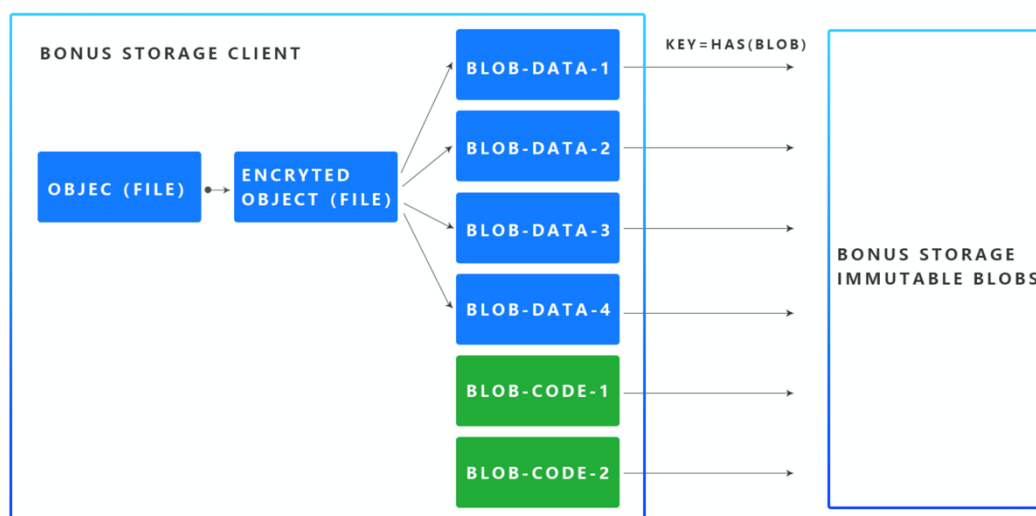 BONUS STORAGE CLIENT
OBJEC (FILE)
ENCRYTED
OBJECT (FILE)
BLOB-DATA-1
BLOB-DATA-2
BLOB-DATA-3
BLOB-DATA-4
BLOB-CODE-1
BLOB-CODE-2
KEY=HAS(BLOB)
BONUS STORAGE
IMMUTABLE BLOBS